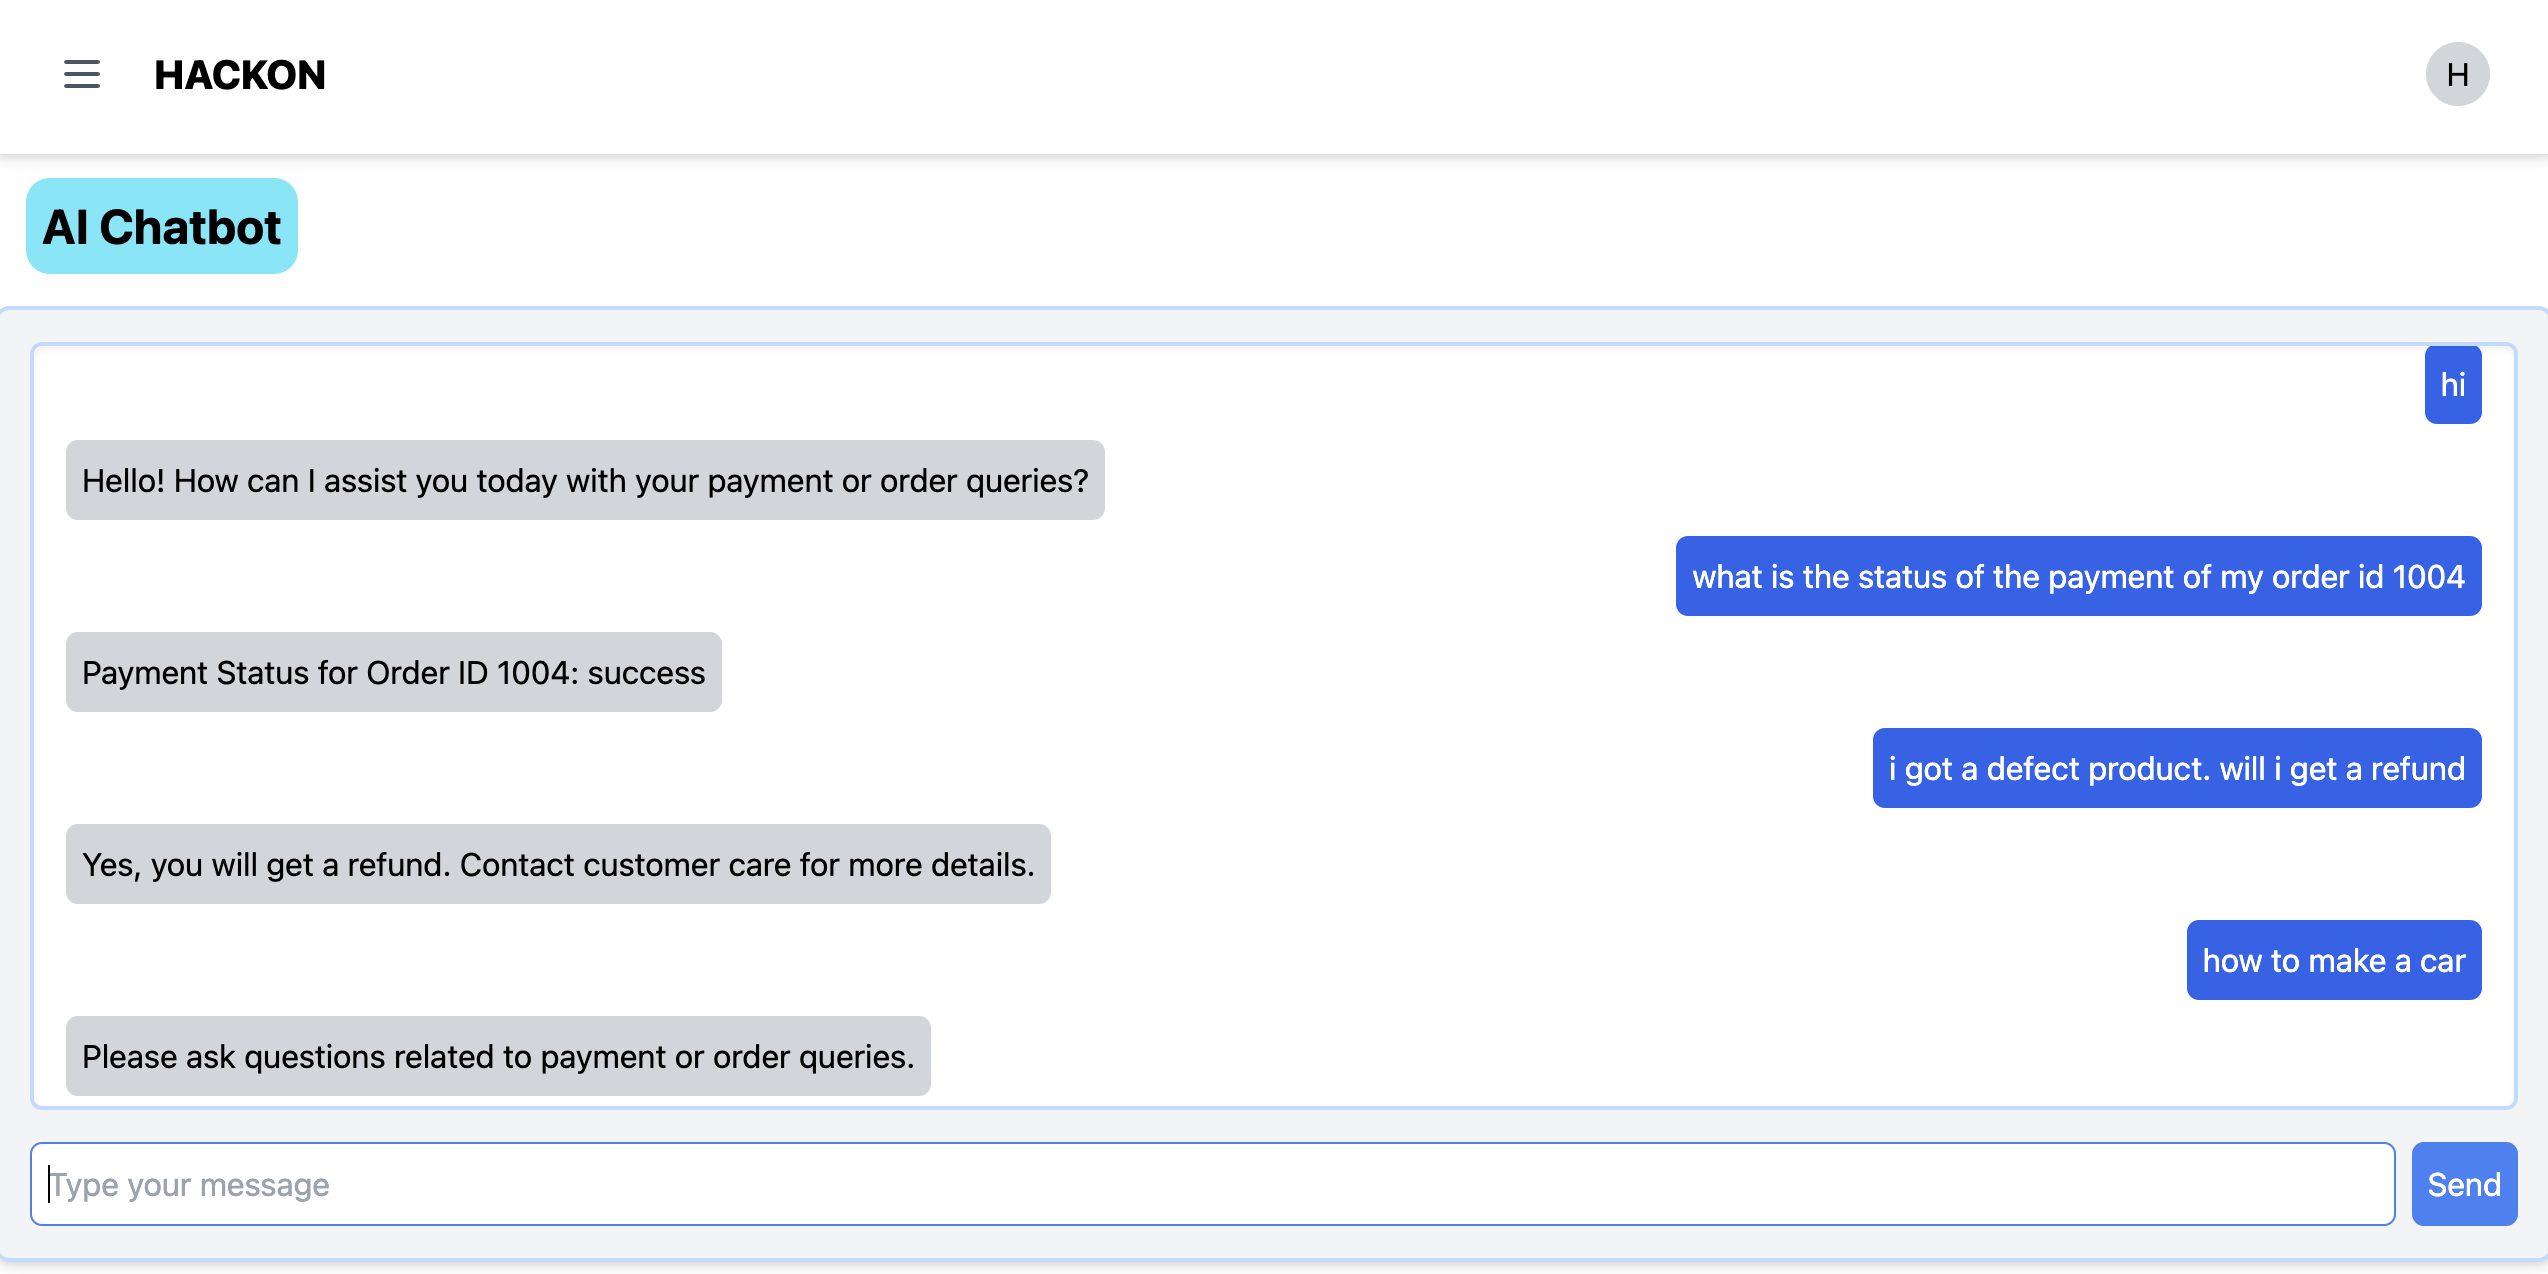 HACKON
H
AI Chatbot
hi
Hello! How can I assist you today with your payment or order queries?
what is the status of the payment of my order id 1004
Payment Status for Order ID 1004: success
i got a defect product. will i get a refund
Yes, you will get a refund. Contact customer care for more details.
how to make a car
Please ask questions related to payment or order queries.
Type your message
Send